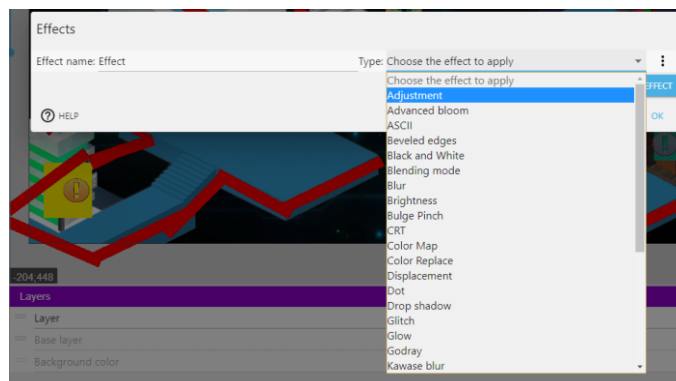 Effects
Effect name: Effect
Type: Choose the effect to apply
Choose the effect to apply
Adjustment
Advanced bloom
ASCII
Beveled edges
Black and White
Blending mode
Blur
Brightness
Bulge Pinch
CRT
Color Map
Color Replace
Displacement
Dot
Drop shadow
Glitch
Glow
Godray
Kawase blur
EFFECT
HELP
OK
-204;448
Layers
Layer
Base layer
Background color